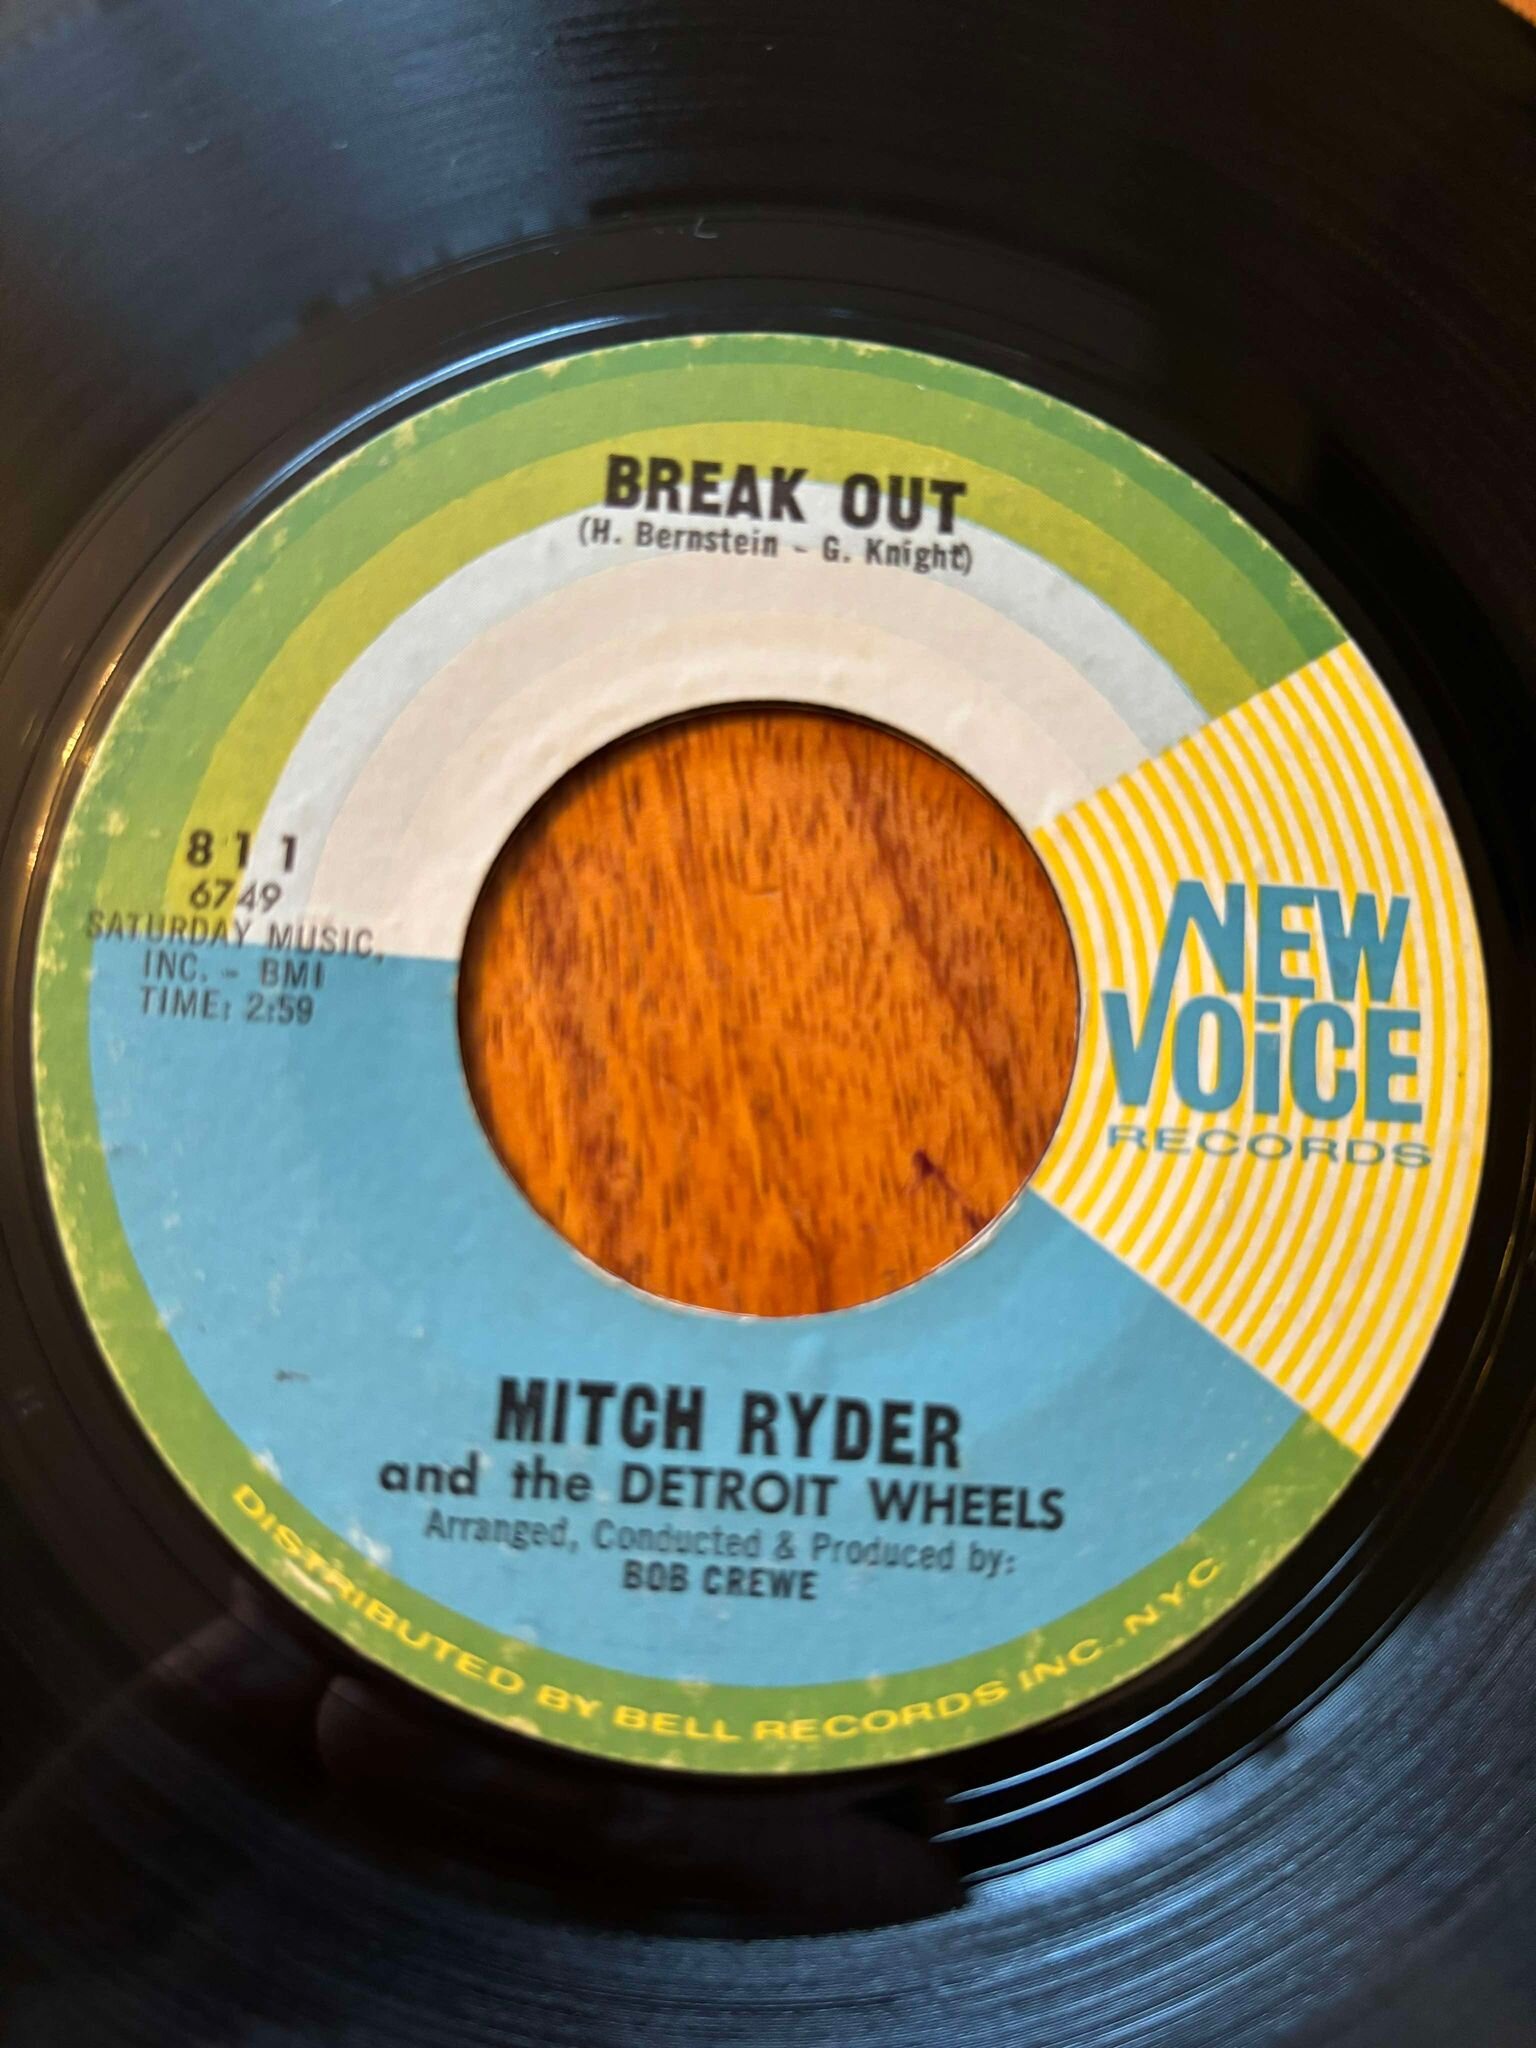 BREAK OUT
(H. Bernstein - G. Knight)
811
6749
SATURDAY MUSIC,
INC. - BMI
TIME: 2:59
NEW
VOiCE
RECORDS
MITCH RYDER
and the DETROIT WHEELS
Arranged, Conducted & Produced by:
BOB CREWE
DISTRIBUTED BY BELL RECORDS INC., NYC